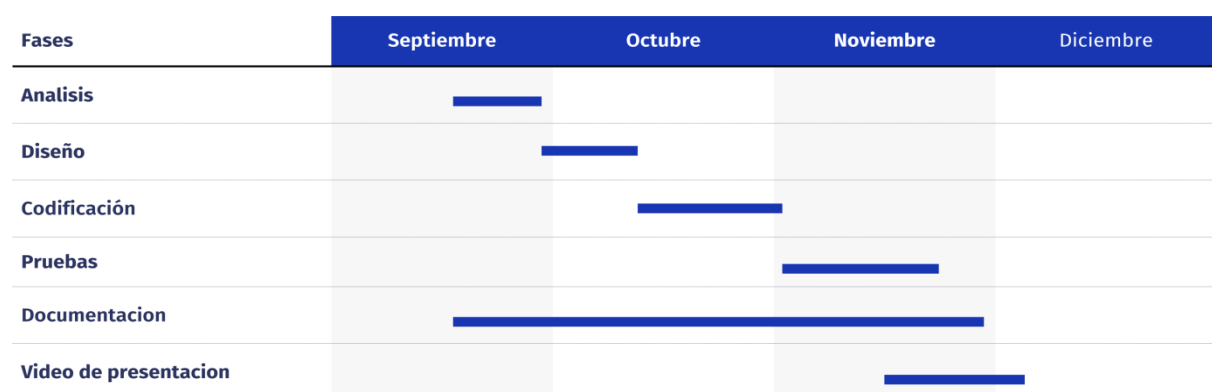 Fases Septiembre Octubre Noviembre Diciembre
Analisis
Diseño
Codificación
Pruebas
Documentacion
Video de presentacion